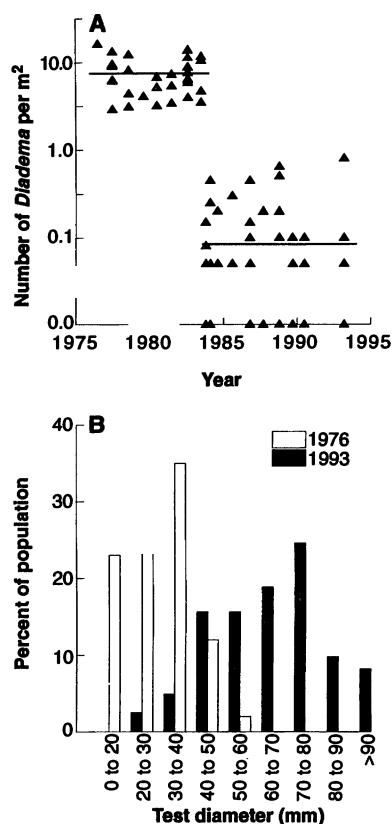 A
Number of Diadema per m²
10.0
1.0
0.1
0.0
1975 1980 1985 1990 1995
Year
B
1976
1993
Percent of population
40
30
20
10
0
0 to 20
20 to 30
30 to 40
40 to 50
50 to 60
60 to 70
70 to 80
80 to 90
>90
Test diameter (mm)